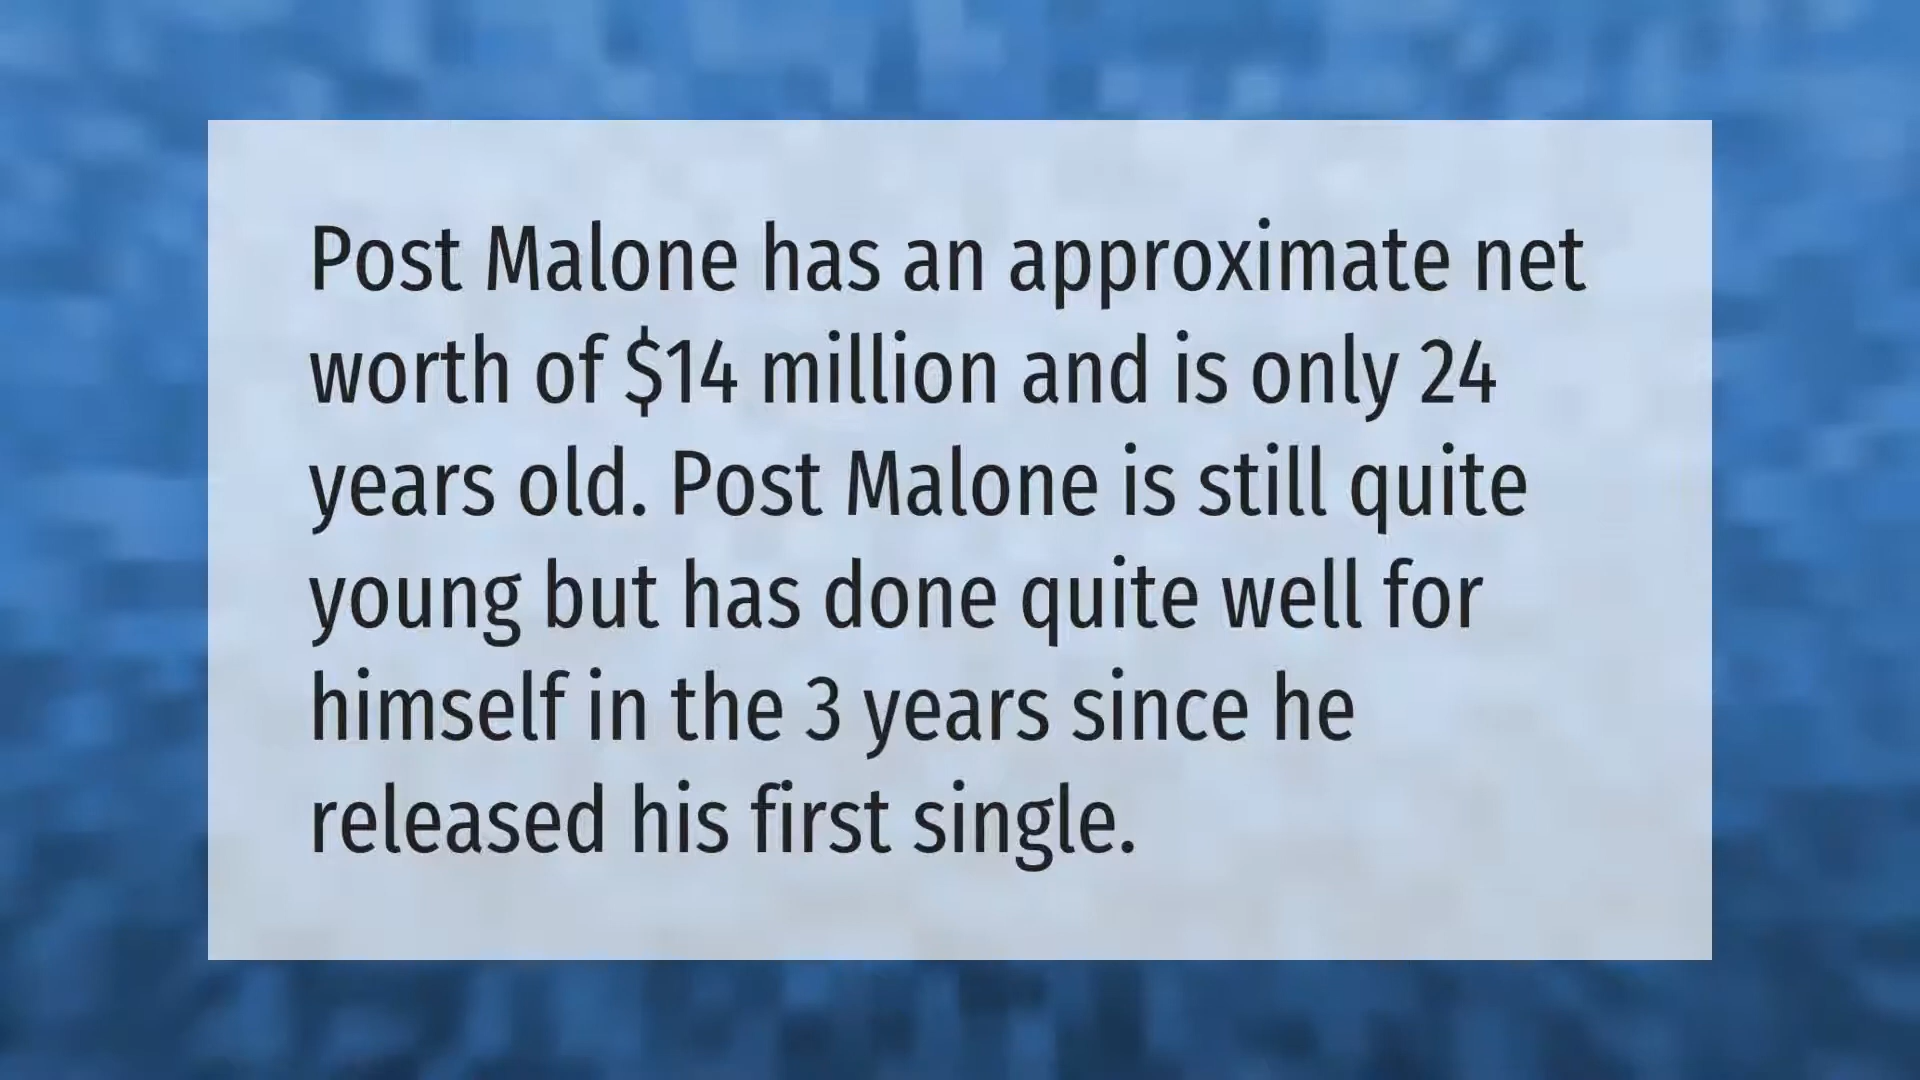 Post Malone has an approximate net
worth of $14 million and is only 24
years old. Post Malone is still quite
young but has done quite well for
himself in the 3 years since he
released his first single.